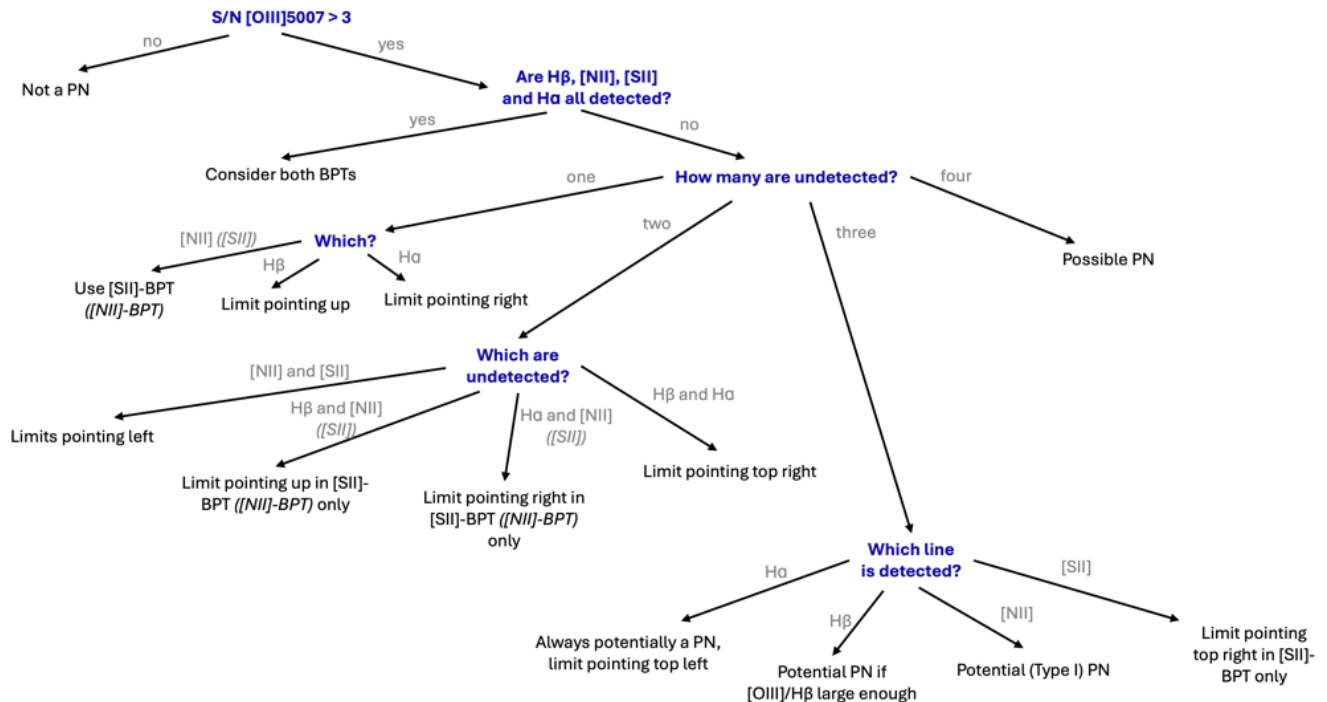 S/N [OIII]5007 > 3
no
yes
Not a PN
Are Hβ, [NII], [SII]
and Hα all detected?
yes
no
Consider both BPTs
How many are undetected?
one
four
two
three
Possible PN
[NII] ([SII])
Which?
Hβ
Hα
Use [SII]-BPT
([NII]-BPT)
Limit pointing up
Limit pointing right
Which are
undetected?
[NII] and [SII]
Hβ and [NII]
([SII])
Hα and [NII]
([SII])
Hβ and Hα
Limits pointing left
Limit pointing up in [SII]-
BPT ([NII]-BPT) only
Limit pointing right in
[SII]-BPT ([NII]-BPT)
only
Limit pointing top right
Which line
is detected?
Hα
Hβ
[NII]
[SII]
Always potentially a PN,
limit pointing top left
Potential PN if
[OIII]/Hβ large enough
Potential (Type I) PN
Limit pointing
top right in [SII]-
BPT only